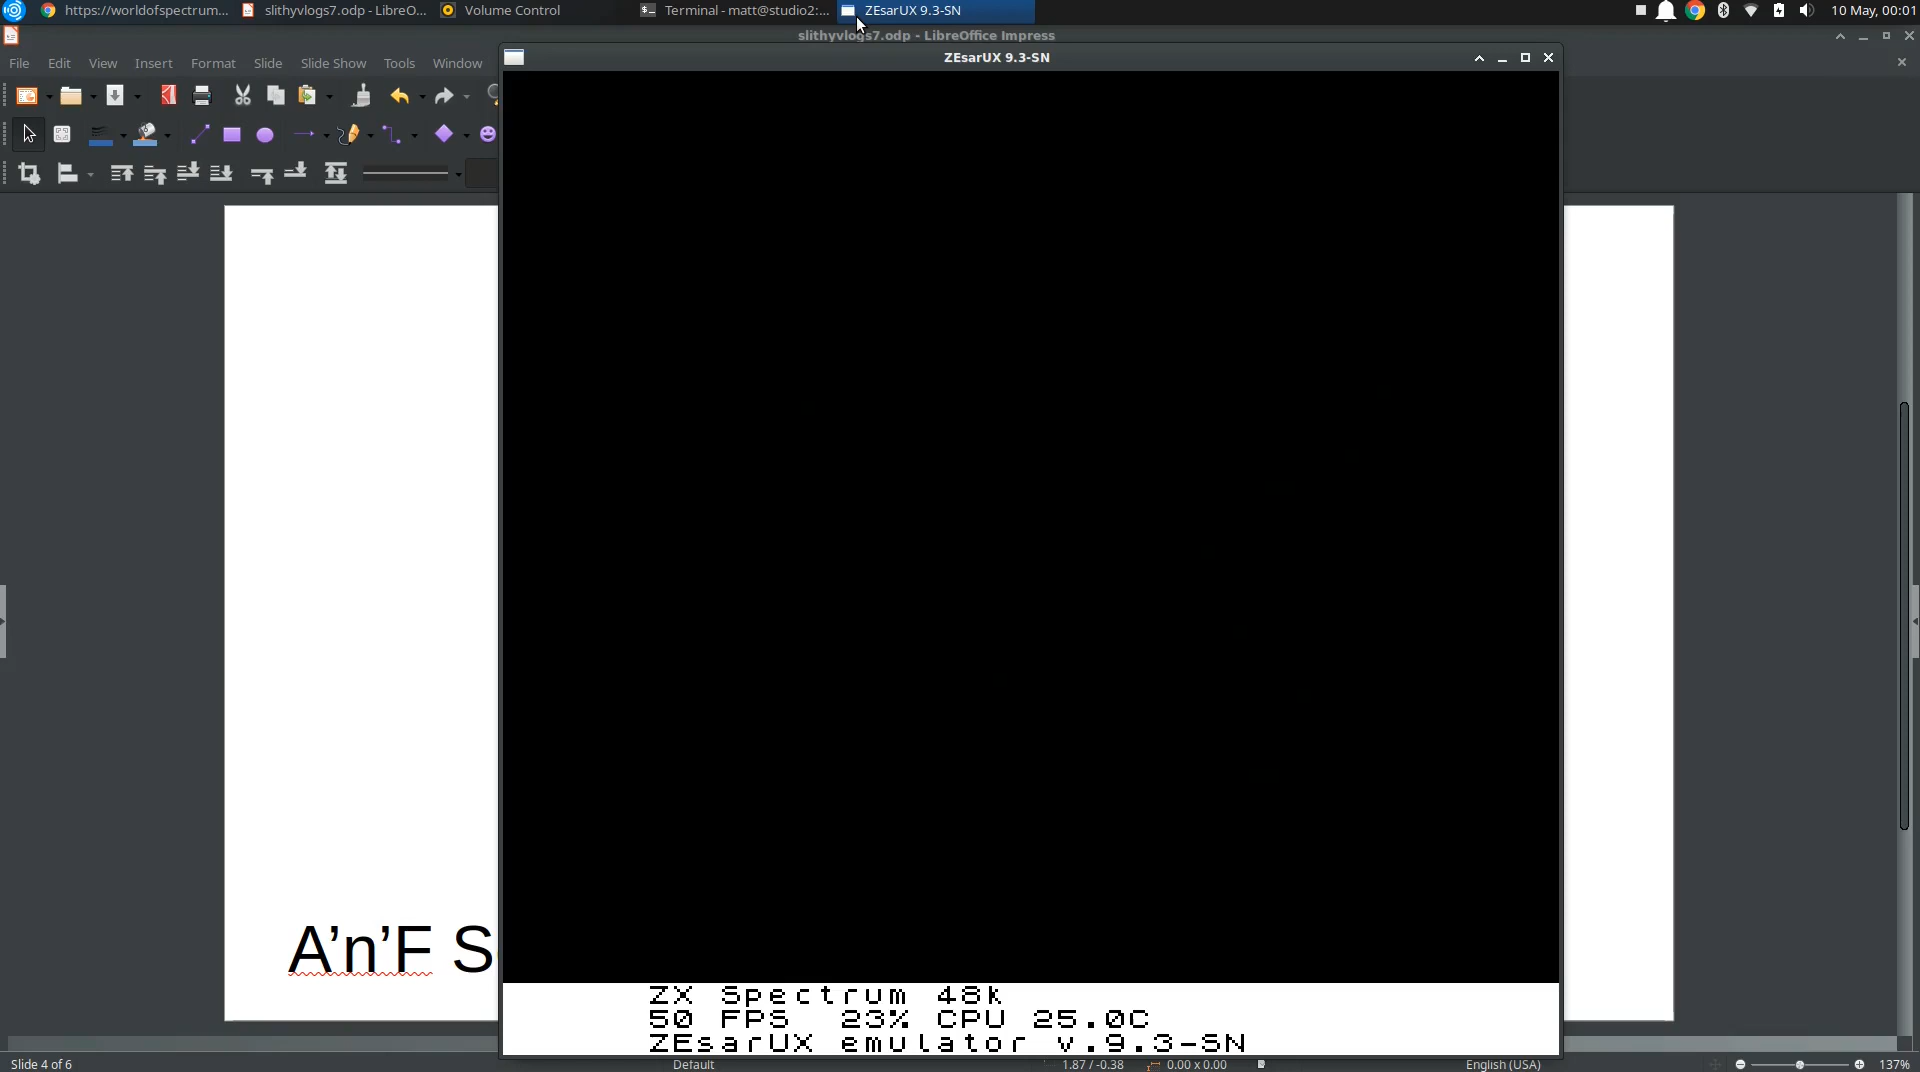 https://worldofspectrum... slithyvlogs7.odp - LibreO... Volume Control Terminal - matt@studio2:... ZEsarUX 9.3-SN 10 May, 00:01
slithyvlogs7.odp - LibreOffice Impress
ZEsarUX 9.3-SN
File Edit View Insert Format Slide Slide Show Tools Window
A’n’F S
ZX Spectrum 48k
50 FPS 23% CPU 25.0C
ZEsarUX emulator v.9.3-SN
Slide 4 of 6 Default 1.87 / -0.38 0.00 x 0.00 English (USA) 137%